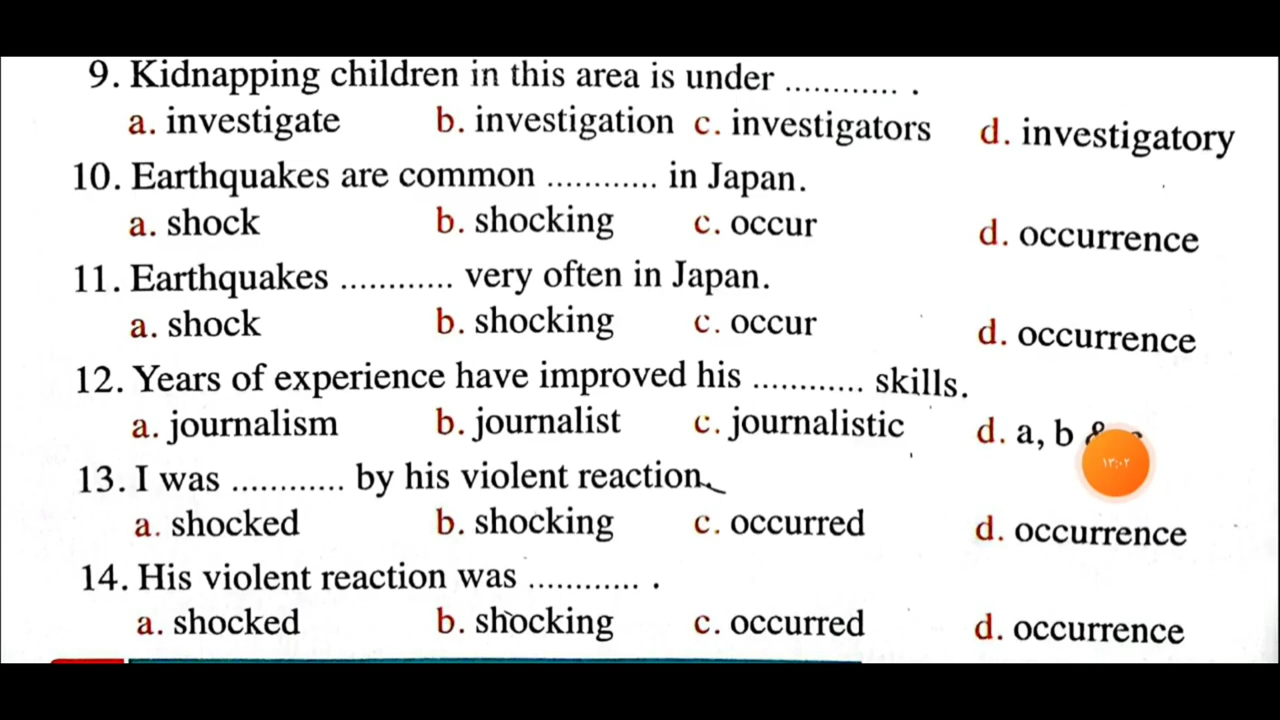 9. Kidnapping children in this area is under ............ .
a. investigate b. investigation c. investigators d. investigatory
10. Earthquakes are common ............ in Japan.
a. shock b. shocking c. occur d. occurrence
11. Earthquakes ............ very often in Japan.
a. shock b. shocking c. occur d. occurrence
12. Years of experience have improved his ............ skills.
a. journalism b. journalist c. journalistic d. a, b &
١٣:٠٢
13. I was ............ by his violent reaction.
a. shocked b. shocking c. occurred d. occurrence
14. His violent reaction was ............ .
a. shocked b. shocking c. occurred d. occurrence